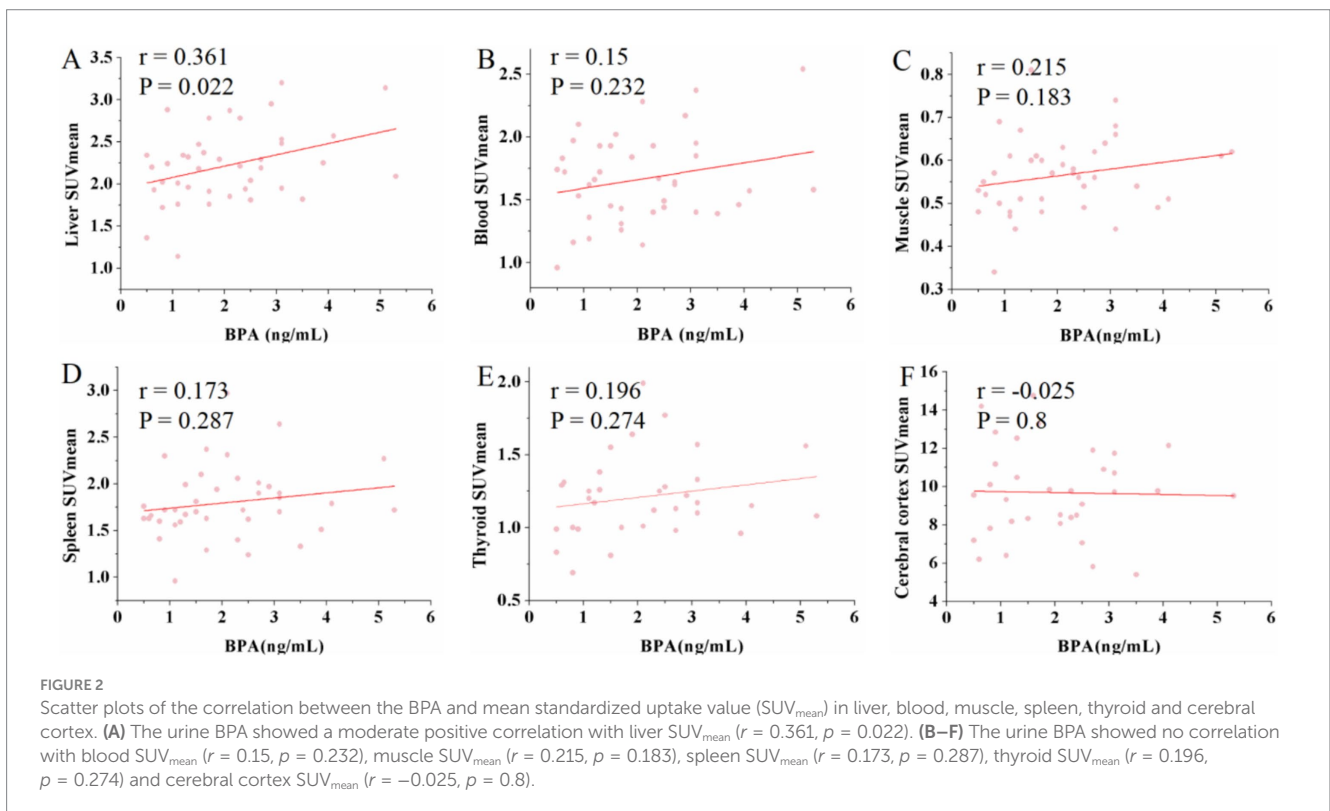 A
r = 0.361
P = 0.022
3.5
3.0
2.5
2.0
1.5
1.0
Liver SUVmean
0 1 2 3 4 5 6
BPA (ng/mL)
B
r = 0.15
P = 0.232
2.5
2.0
1.5
1.0
Blood SUVmean
0 1 2 3 4 5 6
BPA (ng/mL)
C
r = 0.215
P = 0.183
0.8
0.7
0.6
0.5
0.4
0.3
Muscle SUVmean
0 1 2 3 4 5 6
BPA (ng/mL)
D
r = 0.173
P = 0.287
3.0
2.5
2.0
1.5
1.0
Spleen SUVmean
0 1 2 3 4 5 6
BPA(ng/mL)
E
r = 0.196
P = 0.274
2.0
1.5
1.0
0.5
Thyroid SUVmean
0 1 2 3 4 5 6
BPA(ng/mL)
F
r = -0.025
P = 0.8
16
14
12
10
8
6
4
Cerebral cortex SUVmean
0 1 2 3 4 5 6
BPA(ng/mL)
FIGURE 2
Scatter plots of the correlation between the BPA and mean standardized uptake value (SUVmean) in liver, blood, muscle, spleen, thyroid and cerebral
cortex. (A) The urine BPA showed a moderate positive correlation with liver SUVmean (r = 0.361, p = 0.022). (B–F) The urine BPA showed no correlation
with blood SUVmean (r = 0.15, p = 0.232), muscle SUVmean (r = 0.215, p = 0.183), spleen SUVmean (r = 0.173, p = 0.287), thyroid SUVmean (r = 0.196,
p = 0.274) and cerebral cortex SUVmean (r = −0.025, p = 0.8).